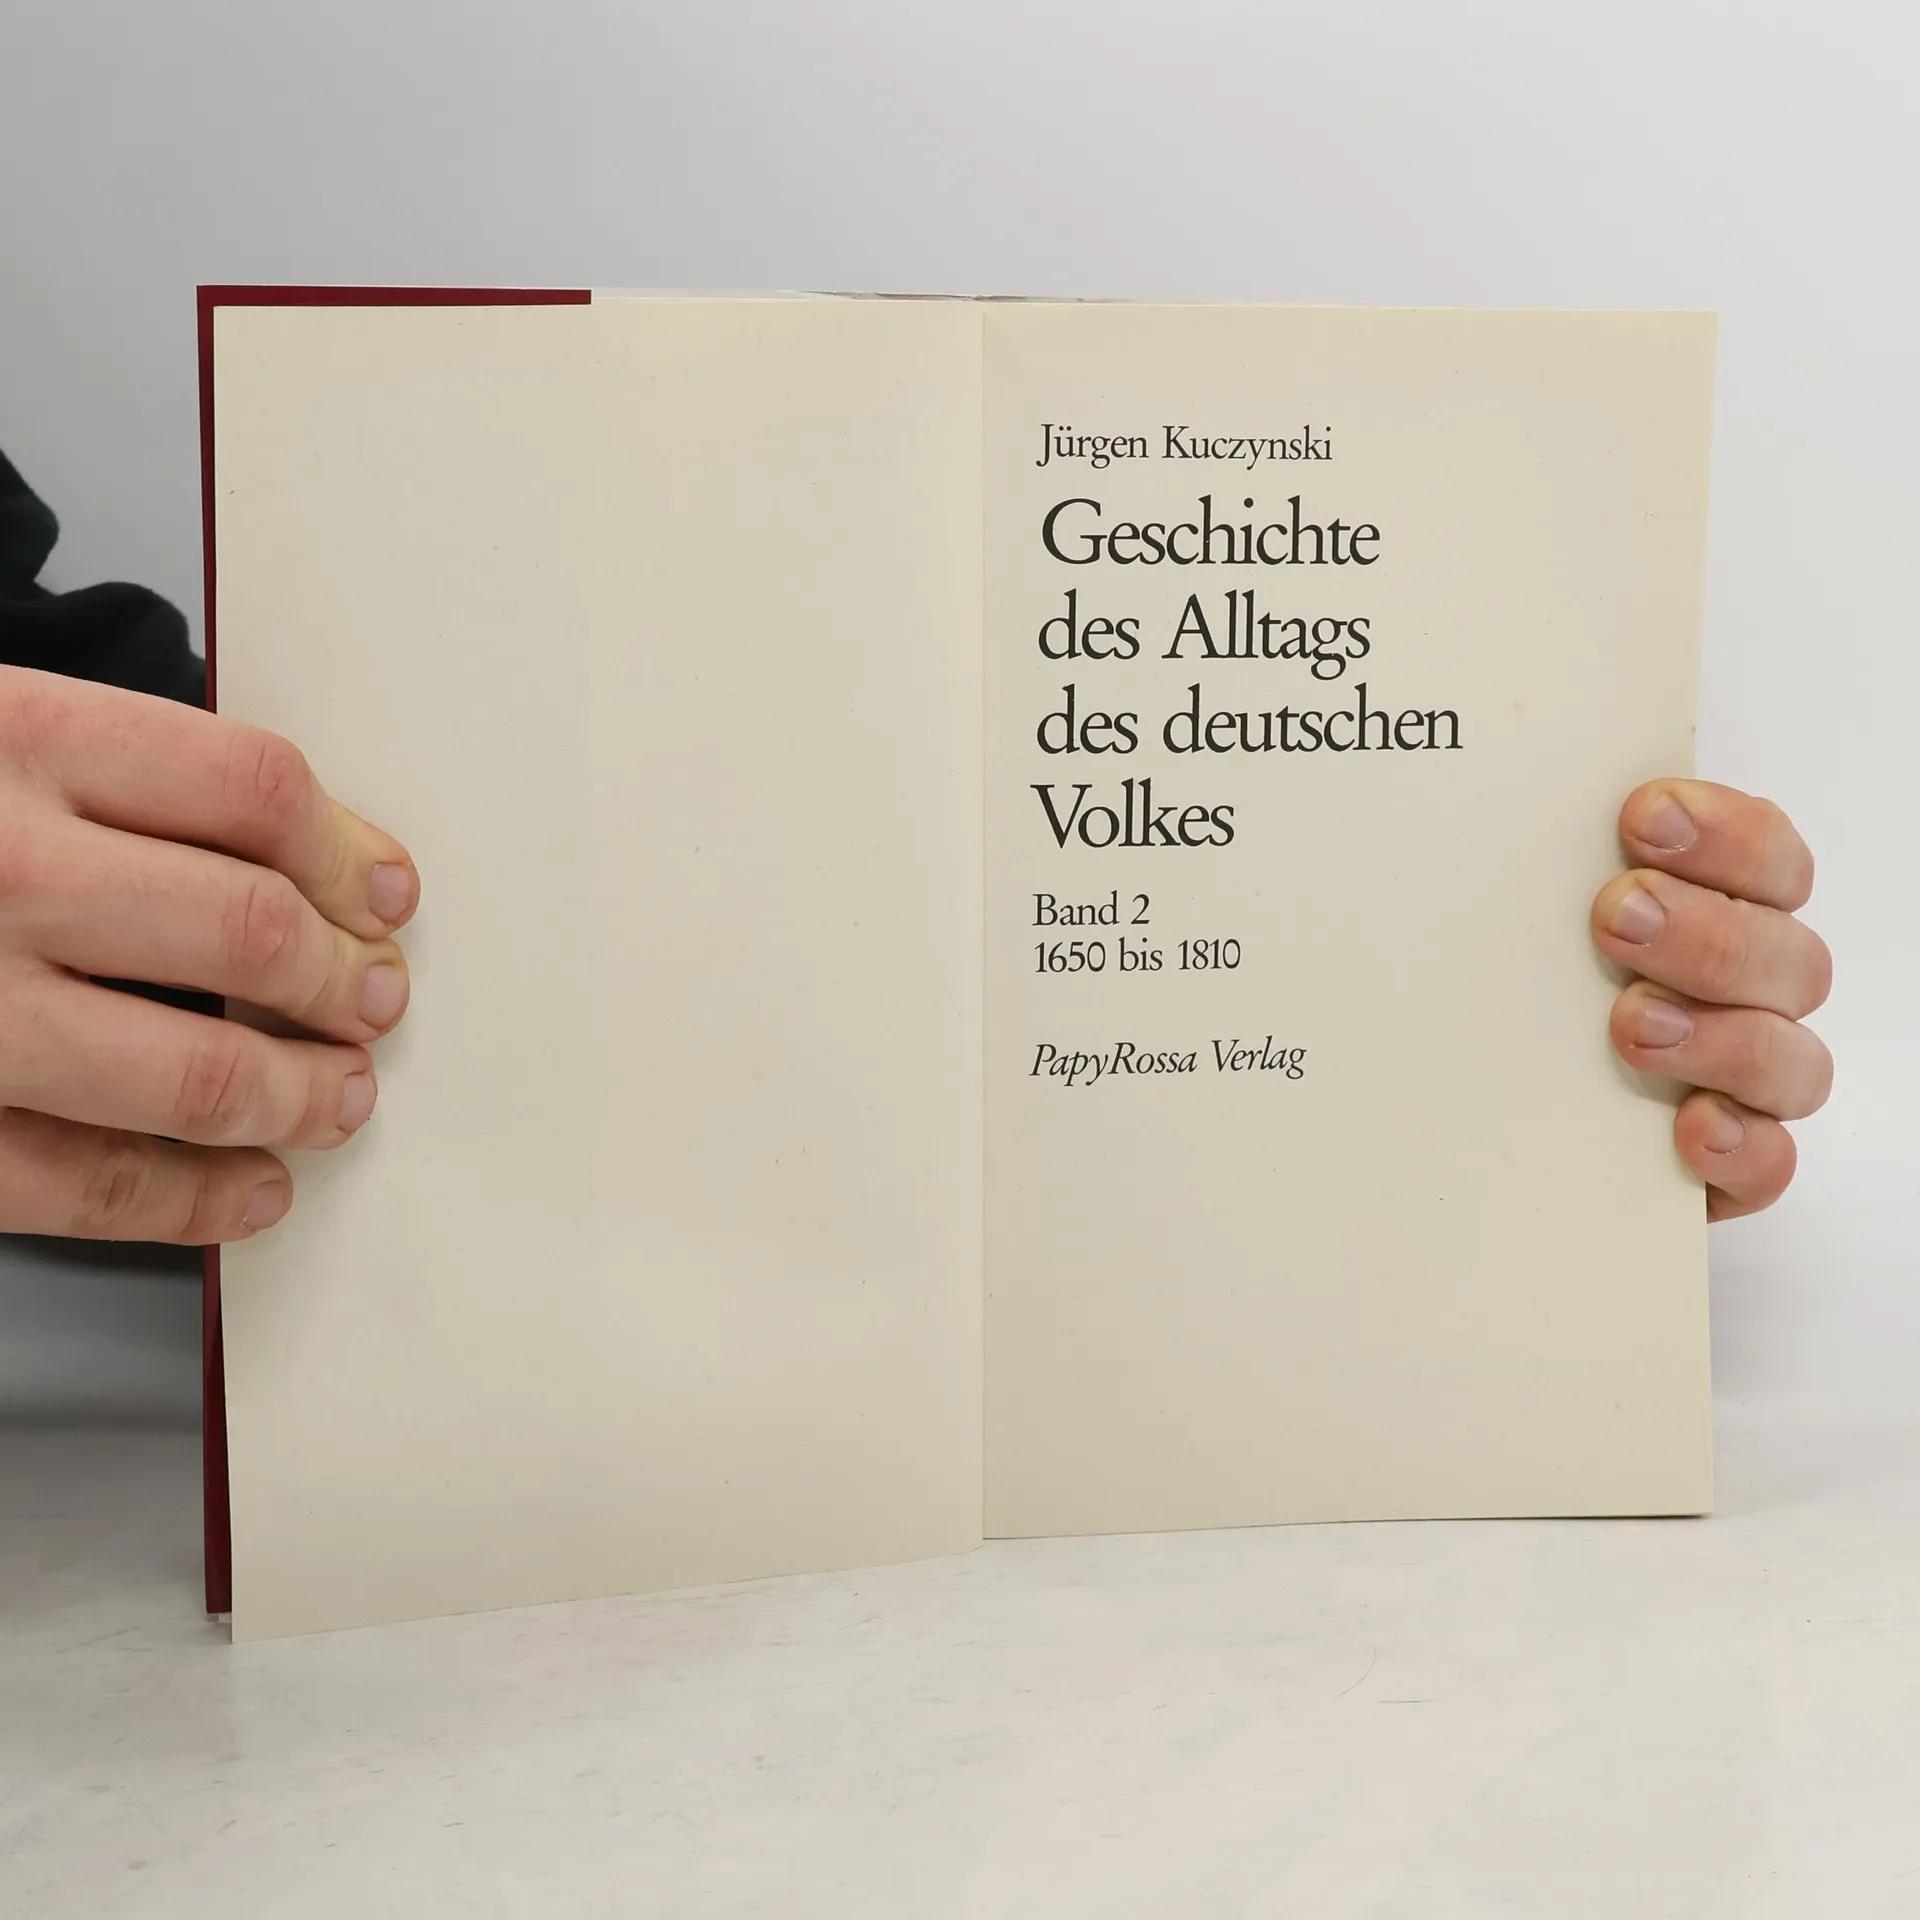 Jürgen Kuczynski
Geschichte
des Alltags
des deutschen
Volkes
Band 2
1650 bis 1810
PapyRossa Verlag